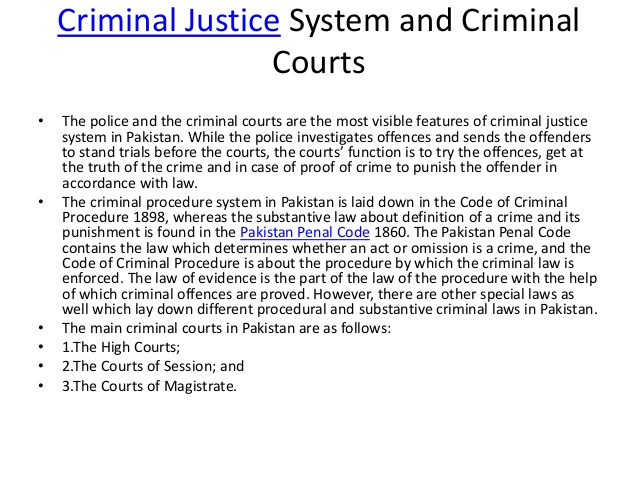 Criminal Justice System and Criminal
Courts
• The police and the criminal courts are the most visible features of criminal justice
system in Pakistan. While the police investigates offences and sends the offenders
to stand trials before the courts, the courts’ function is to try the offences, get at
the truth of the crime and in case of proof of crime to punish the offender in
accordance with law.
• The criminal procedure system in Pakistan is laid down in the Code of Criminal
Procedure 1898, whereas the substantive law about definition of a crime and its
punishment is found in the Pakistan Penal Code 1860. The Pakistan Penal Code
contains the law which determines whether an act or omission is a crime, and the
Code of Criminal Procedure is about the procedure by which the criminal law is
enforced. The law of evidence is the part of the law of the procedure with the help
of which criminal offences are proved. However, there are other special laws as
well which lay down different procedural and substantive criminal laws in Pakistan.
• The main criminal courts in Pakistan are as follows:
• 1.The High Courts;
• 2.The Courts of Session; and
• 3.The Courts of Magistrate.